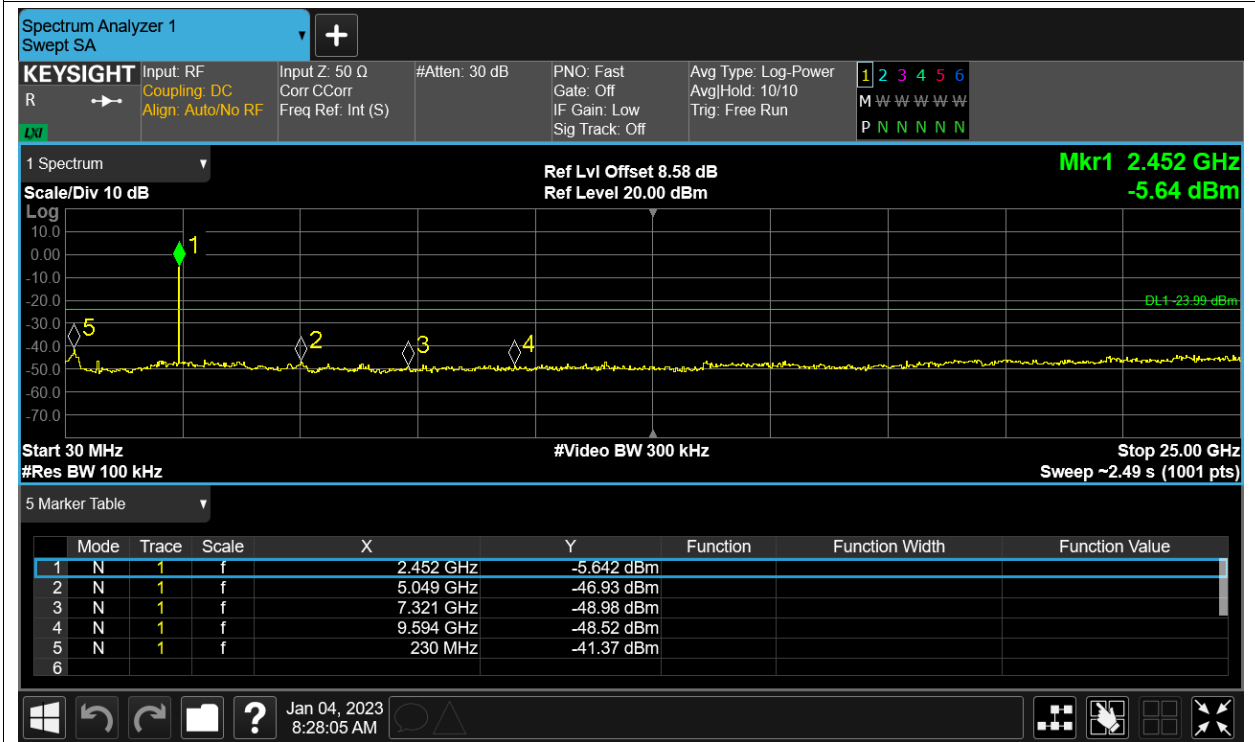 Spectrum Analyzer 1
Swept SA
+
KEYSIGHT
R
LXI
Input: RF
Coupling: DC
Align: Auto/No RF
Input Z: 50 Ω
Corr CCorr
Freq Ref: Int (S)
#Atten: 30 dB
PNO: Fast
Gate: Off
IF Gain: Low
Sig Track: Off
Avg Type: Log-Power
Avg|Hold: 10/10
Trig: Free Run
1 2 3 4 5 6
M W W W W W
P N N N N N
1 Spectrum
Scale/Div 10 dB
Ref Lvl Offset 8.58 dB
Ref Level 20.00 dBm
Mkr1 2.452 GHz
-5.64 dBm
Log
10.0
0.00
-10.0
-20.0
-30.0
-40.0
-50.0
-60.0
-70.0
1
DL1 -23.99 dBm
5
2
3
4
Start 30 MHz
#Video BW 300 kHz
Stop 25.00 GHz
#Res BW 100 kHz
Sweep ~2.49 s (1001 pts)
5 Marker Table
Mode Trace Scale X Y Function Function Width Function Value
1 N 1 f 2.452 GHz -5.642 dBm
2 N 1 f 5.049 GHz -46.93 dBm
3 N 1 f 7.321 GHz -48.98 dBm
4 N 1 f 9.594 GHz -48.52 dBm
5 N 1 f 230 MHz -41.37 dBm
6
?
Jan 04, 2023
8:28:05 AM